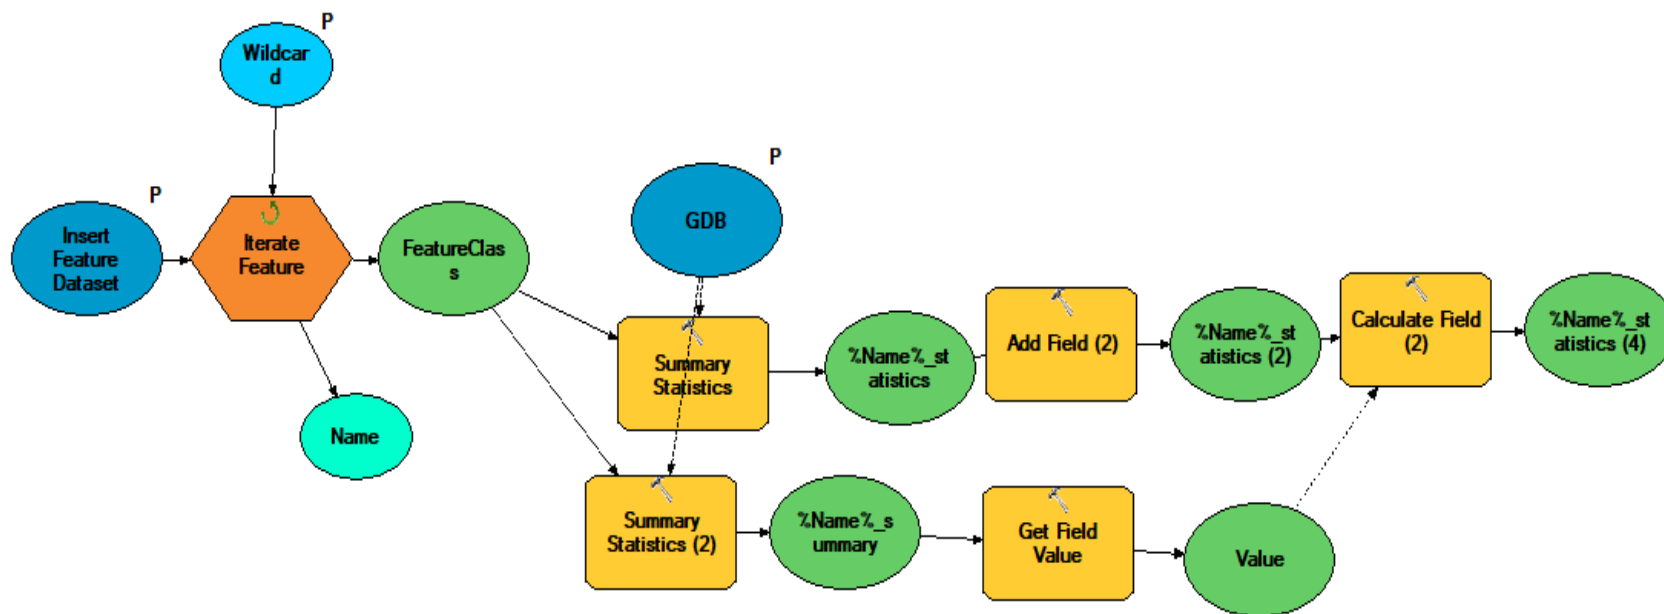 P
Wildcar
d
P
Insert
Feature
Dataset
Iterate
Feature
FeatureClas
s
Name
P
GDB
Summary
Statistics
%Name%_st
atistics
Add Field (2)
%Name%_st
atistics (2)
Calculate Field
(2)
%Name%_st
atistics (4)
Summary
Statistics (2)
%Name%_s
ummary
Get Field
Value
Value